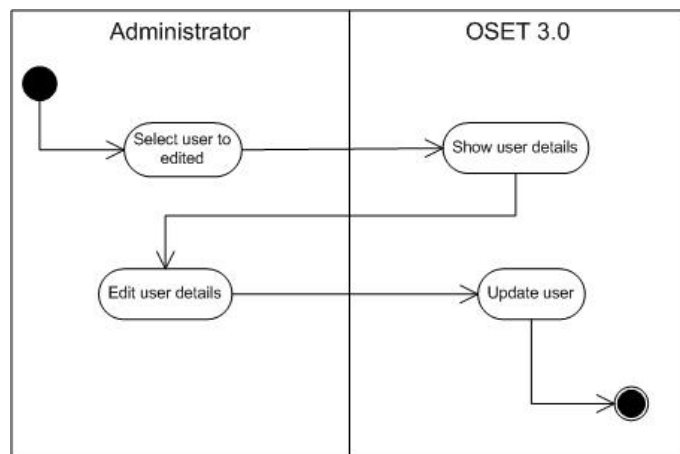 Administrator
OSET 3.0
Select user to
edited
Show user details
Edit user details
Update user